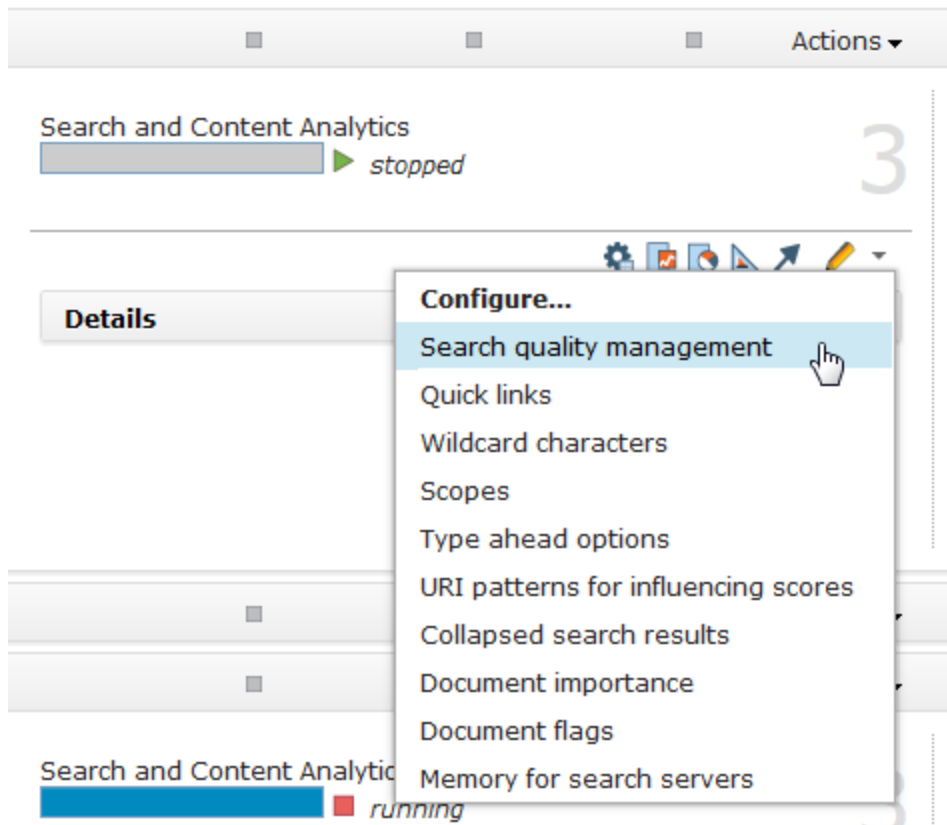 Actions
Search and Content Analytics
stopped
3
Configure...
Details
Search quality management
Quick links
Wildcard characters
Scopes
Type ahead options
URI patterns for influencing scores
Collapsed search results
Document importance
Document flags
Memory for search servers
Search and Content Analytic
running